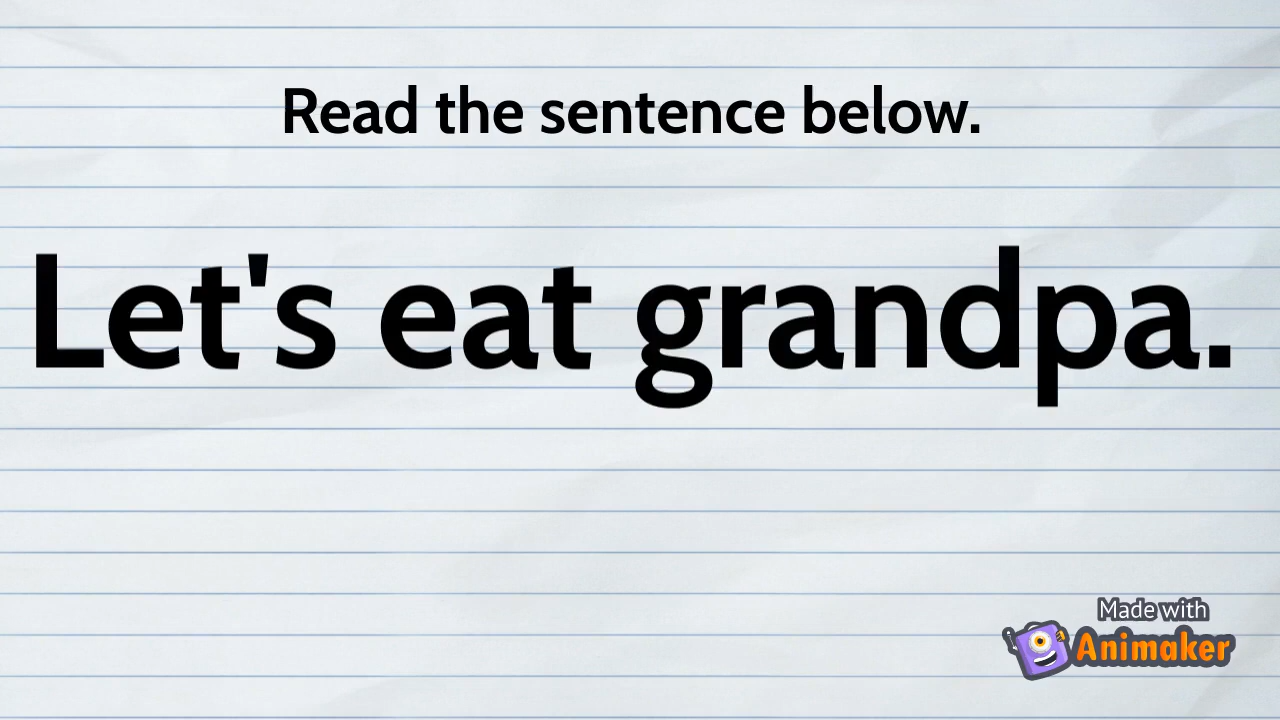 Read the sentence below.
Let's eat grandpa.
Made with
Animaker